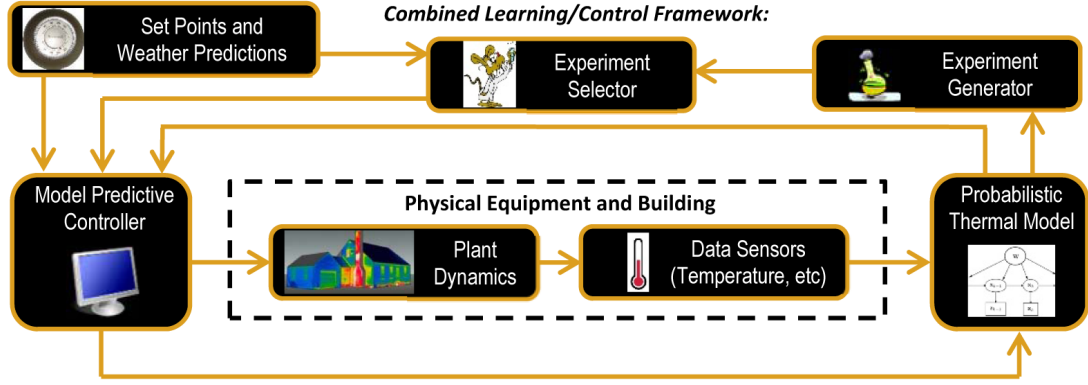 Combined Learning/Control Framework:
Set Points and
Weather Predictions
Experiment
Selector
Experiment
Generator
Model Predictive
Controller
Physical Equipment and Building
Plant
Dynamics
Data Sensors
(Temperature, etc)
Probabilistic
Thermal Model
W